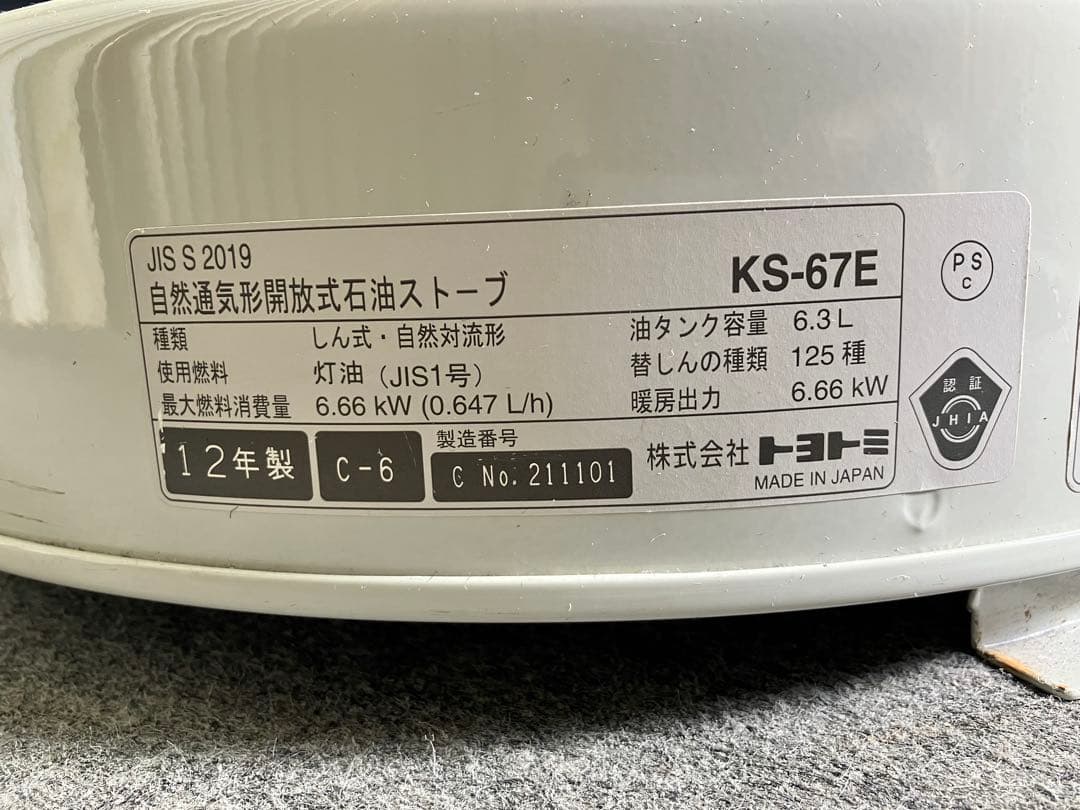 JIS S 2019
自然通気形開放式石油ストーブ
KS-67E
種類 しん式・自然対流形
使用燃料 灯油（JIS1号）
最大燃料消費量 6.66 kW (0.647 L/h)
油タンク容量 6.3 L
替しんの種類 125 種
暖房出力 6.66 kW
12年製
C-6
製造番号
C No. 211101
株式会社 トヨトミ
MADE IN JAPAN
PS
C
認証
JHIA